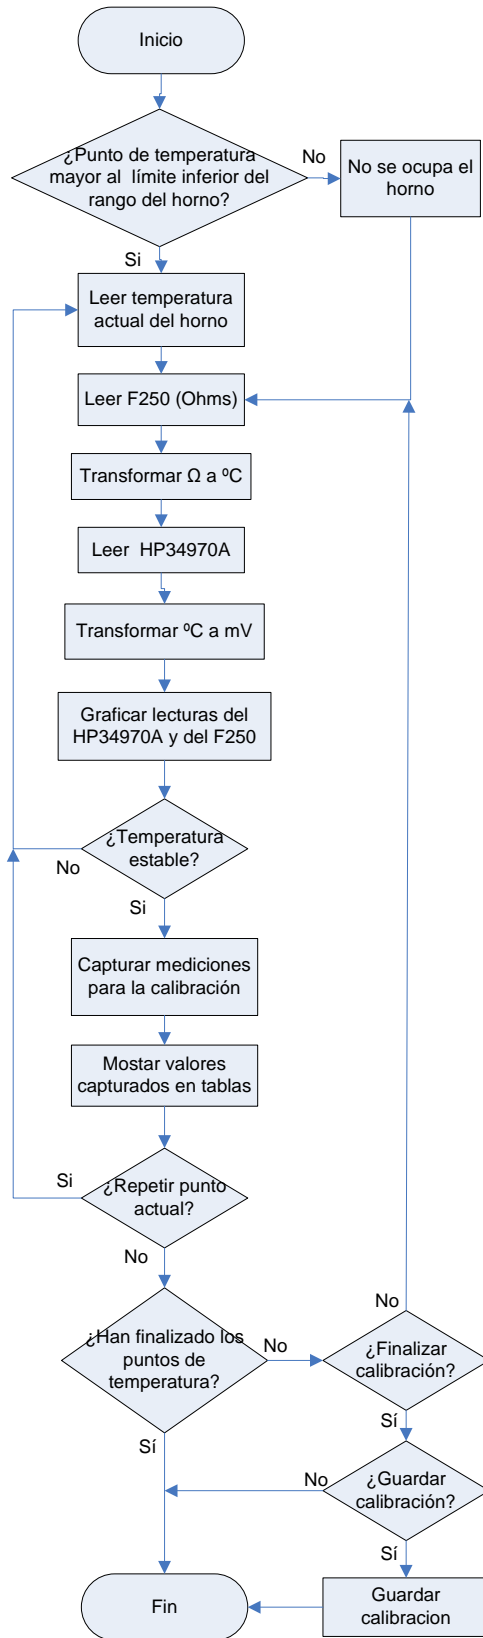 Inicio
¿Punto de temperatura
mayor al límite inferior del
rango del horno?
No
No se ocupa el
horno
Si
Leer temperatura
actual del horno
Leer F250 (Ohms)
Transformar Ω a ºC
Leer HP34970A
Transformar ºC a mV
Graficar lecturas del
HP34970A y del F250
¿Temperatura
estable?
No
Si
Capturar mediciones
para la calibración
Mostar valores
capturados en tablas
¿Repetir punto
actual?
Si
No
¿Han finalizado los
puntos de
temperatura?
No
¿Finalizar
calibración?
No
Sí
Sí
¿Guardar
calibración?
No
Sí
Guardar
calibracion
Fin